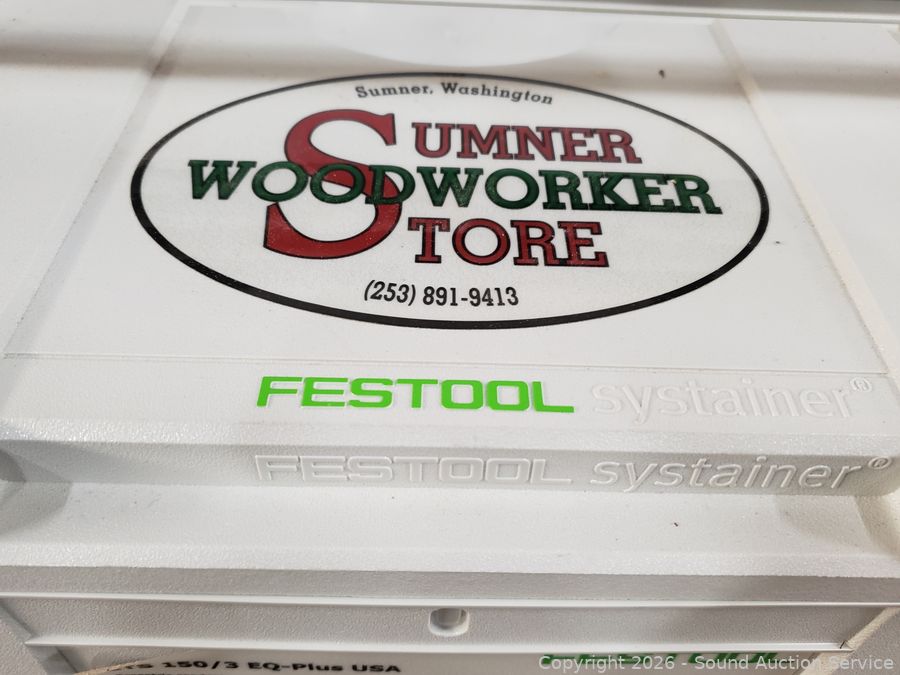 Sumner, Washington
SUMNER
WOODWORKER
STORE
(253) 891-9413
FESTOOL systainer®
FESTOOL systainer®
150/3 EQ-Plus USA
Copyright 2026 - Sound Auction Service